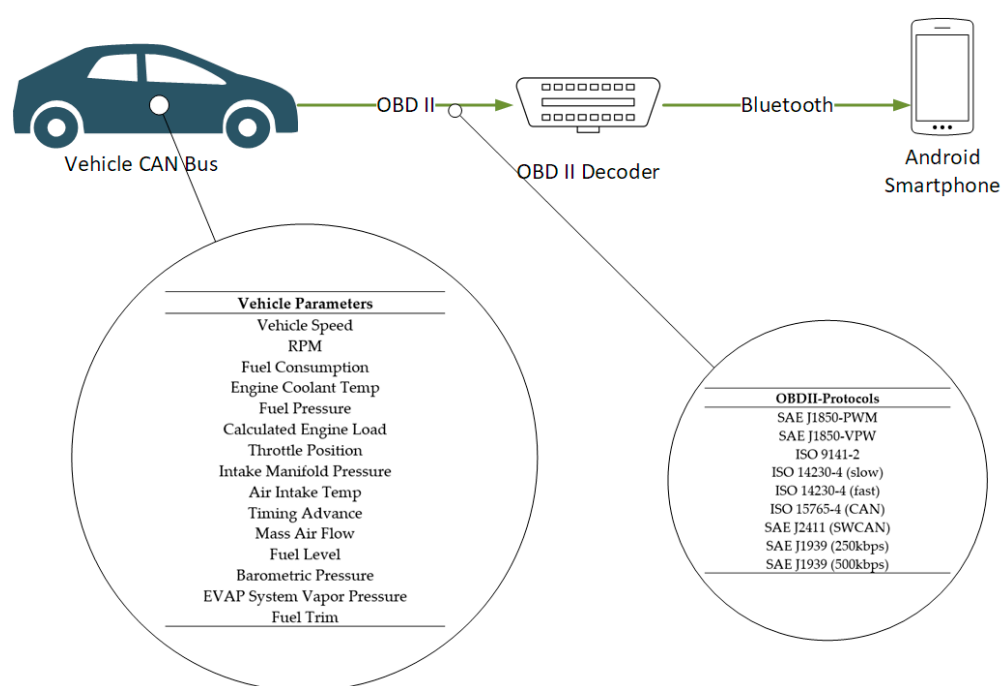 OBD II
Bluetooth
Vehicle CAN Bus
OBD II Decoder
Android
Smartphone
Vehicle Parameters
Vehicle Speed
RPM
Fuel Consumption
Engine Coolant Temp
Fuel Pressure
Calculated Engine Load
Throttle Position
Intake Manifold Pressure
Air Intake Temp
Timing Advance
Mass Air Flow
Fuel Level
Barometric Pressure
EVAP System Vapor Pressure
Fuel Trim
OBDII-Protocols
SAE J1850-PWM
SAE J1850-VPW
ISO 9141-2
ISO 14230-4 (slow)
ISO 14230-4 (fast)
ISO 15765-4 (CAN)
SAE J2411 (SWCAN)
SAE J1939 (250kbps)
SAE J1939 (500kbps)